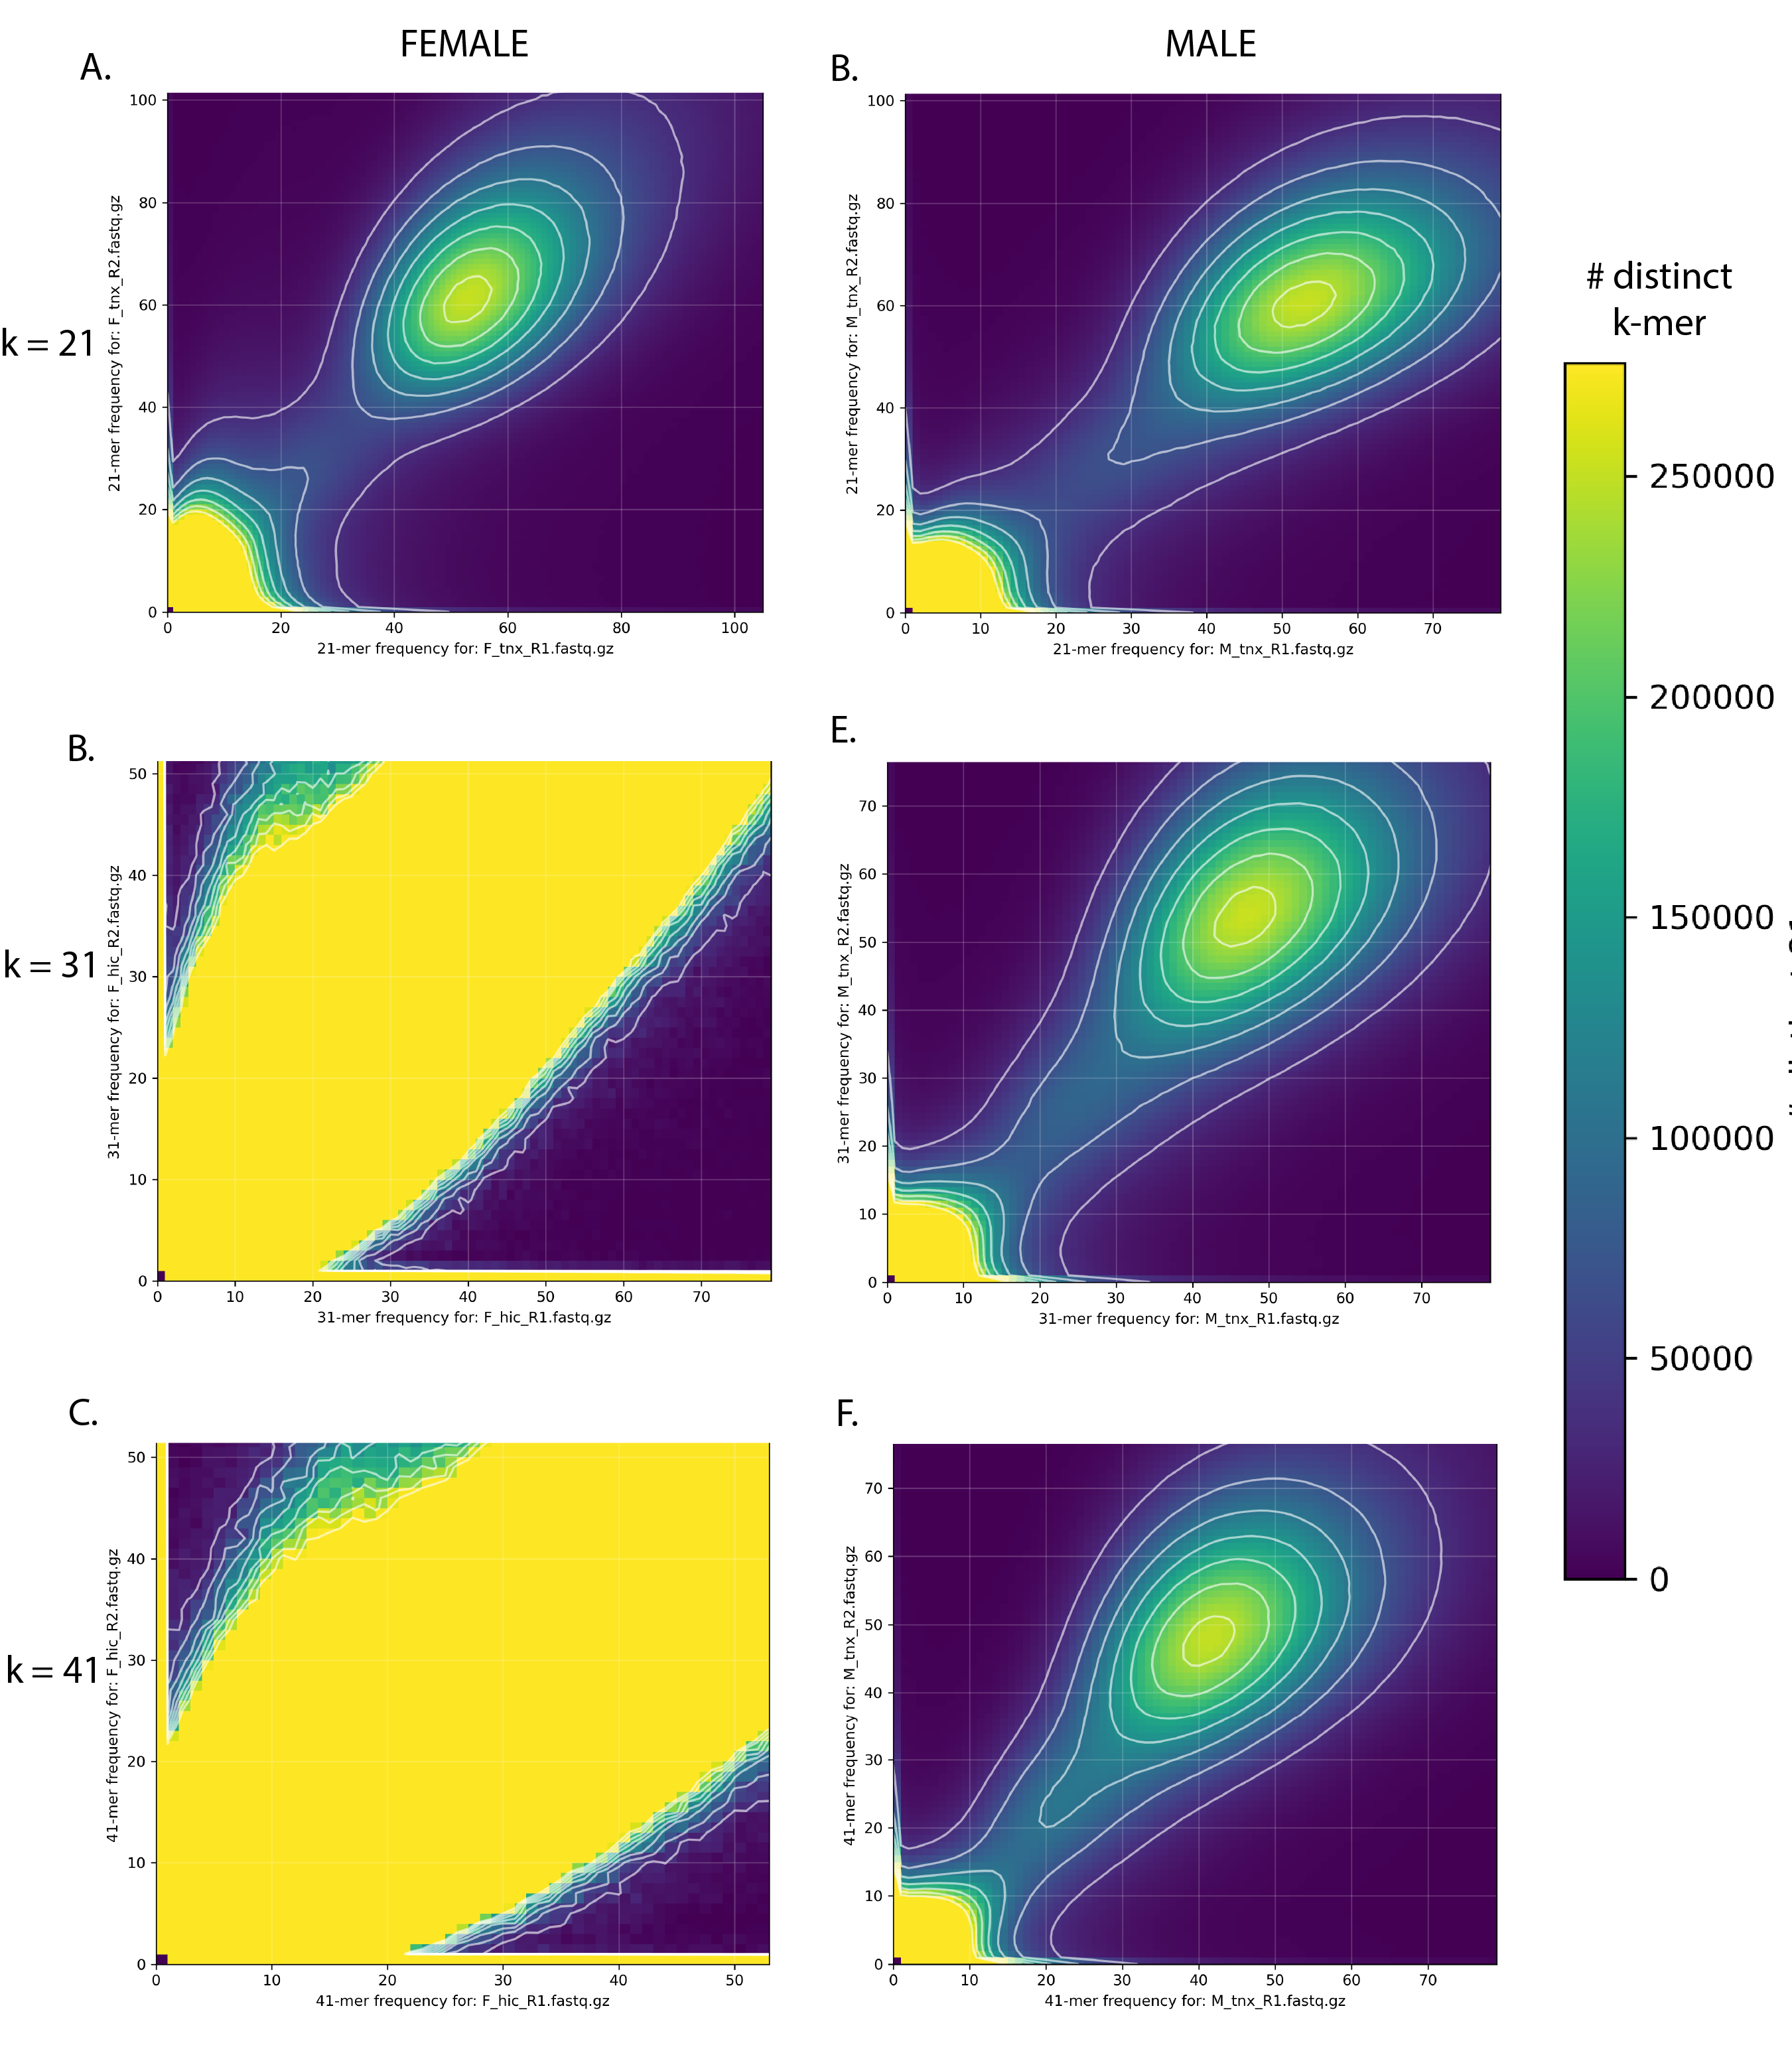 FEMALE
MALE
A.
B.
k = 21
100
80
60
40
20
0
21-mer frequency for: F_tnx_R2.fastq.gz
0 20 40 60 80 100
21-mer frequency for: F_tnx_R1.fastq.gz
100
80
60
40
20
0
21-mer frequency for: M_tnx_R2.fastq.gz
0 10 20 30 40 50 60 70
21-mer frequency for: M_tnx_R1.fastq.gz
# distinct
k-mer
250000
200000
150000
100000
50000
0
B.
E.
k = 31
50
40
30
20
10
0
31-mer frequency for: F_hic_R2.fastq.gz
0 10 20 30 40 50 60 70
31-mer frequency for: F_hic_R1.fastq.gz
70
60
50
40
30
20
10
0
31-mer frequency for: M_tnx_R2.fastq.gz
0 10 20 30 40 50 60 70
31-mer frequency for: M_tnx_R1.fastq.gz
C.
F.
k = 41
50
40
30
20
10
0
41-mer frequency for: F_hic_R2.fastq.gz
0 10 20 30 40 50
41-mer frequency for: F_hic_R1.fastq.gz
70
60
50
40
30
20
10
0
41-mer frequency for: M_tnx_R2.fastq.gz
0 10 20 30 40 50 60 70
41-mer frequency for: M_tnx_R1.fastq.gz